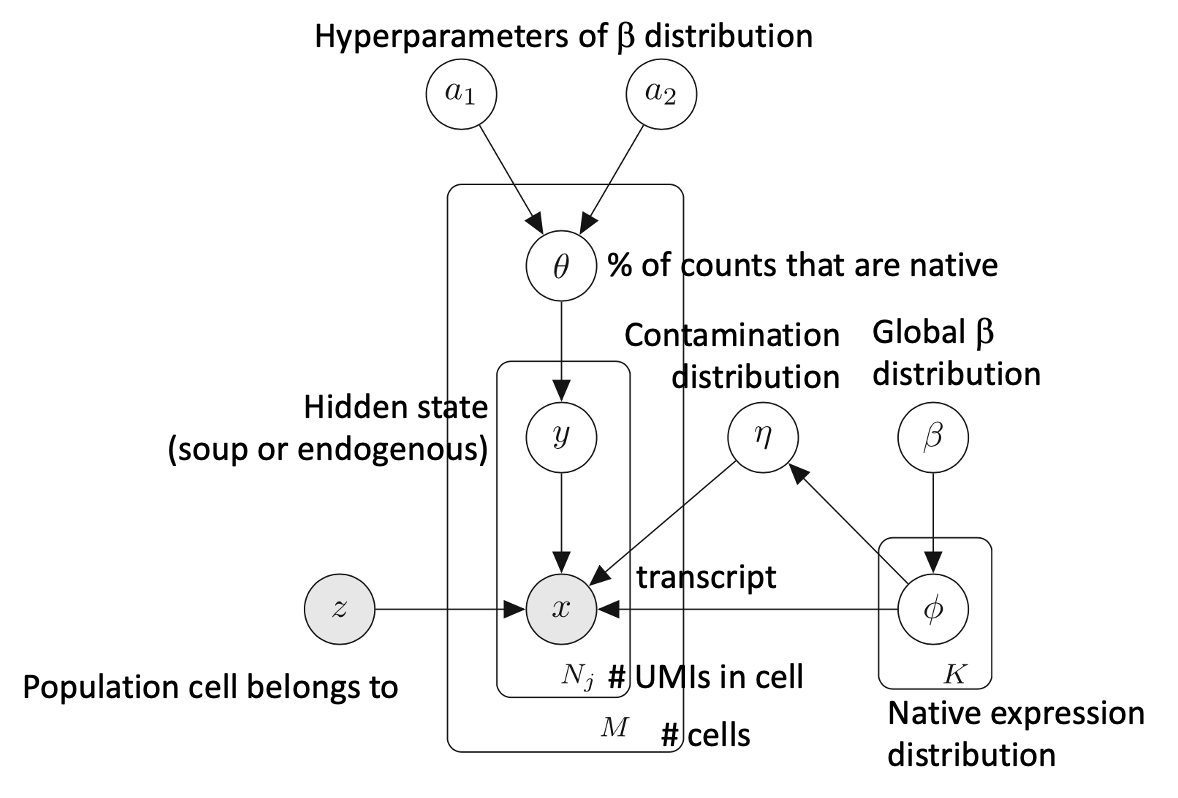 Hyperparameters of β distribution
a₁
a₂
θ
% of counts that are native
Contamination
distribution
Global β
distribution
Hidden state
(soup or endogenous)
y
η
β
transcript
z
x
ϕ
Population cell belongs to
Nⱼ # UMIs in cell
K
M # cells
Native expression
distribution